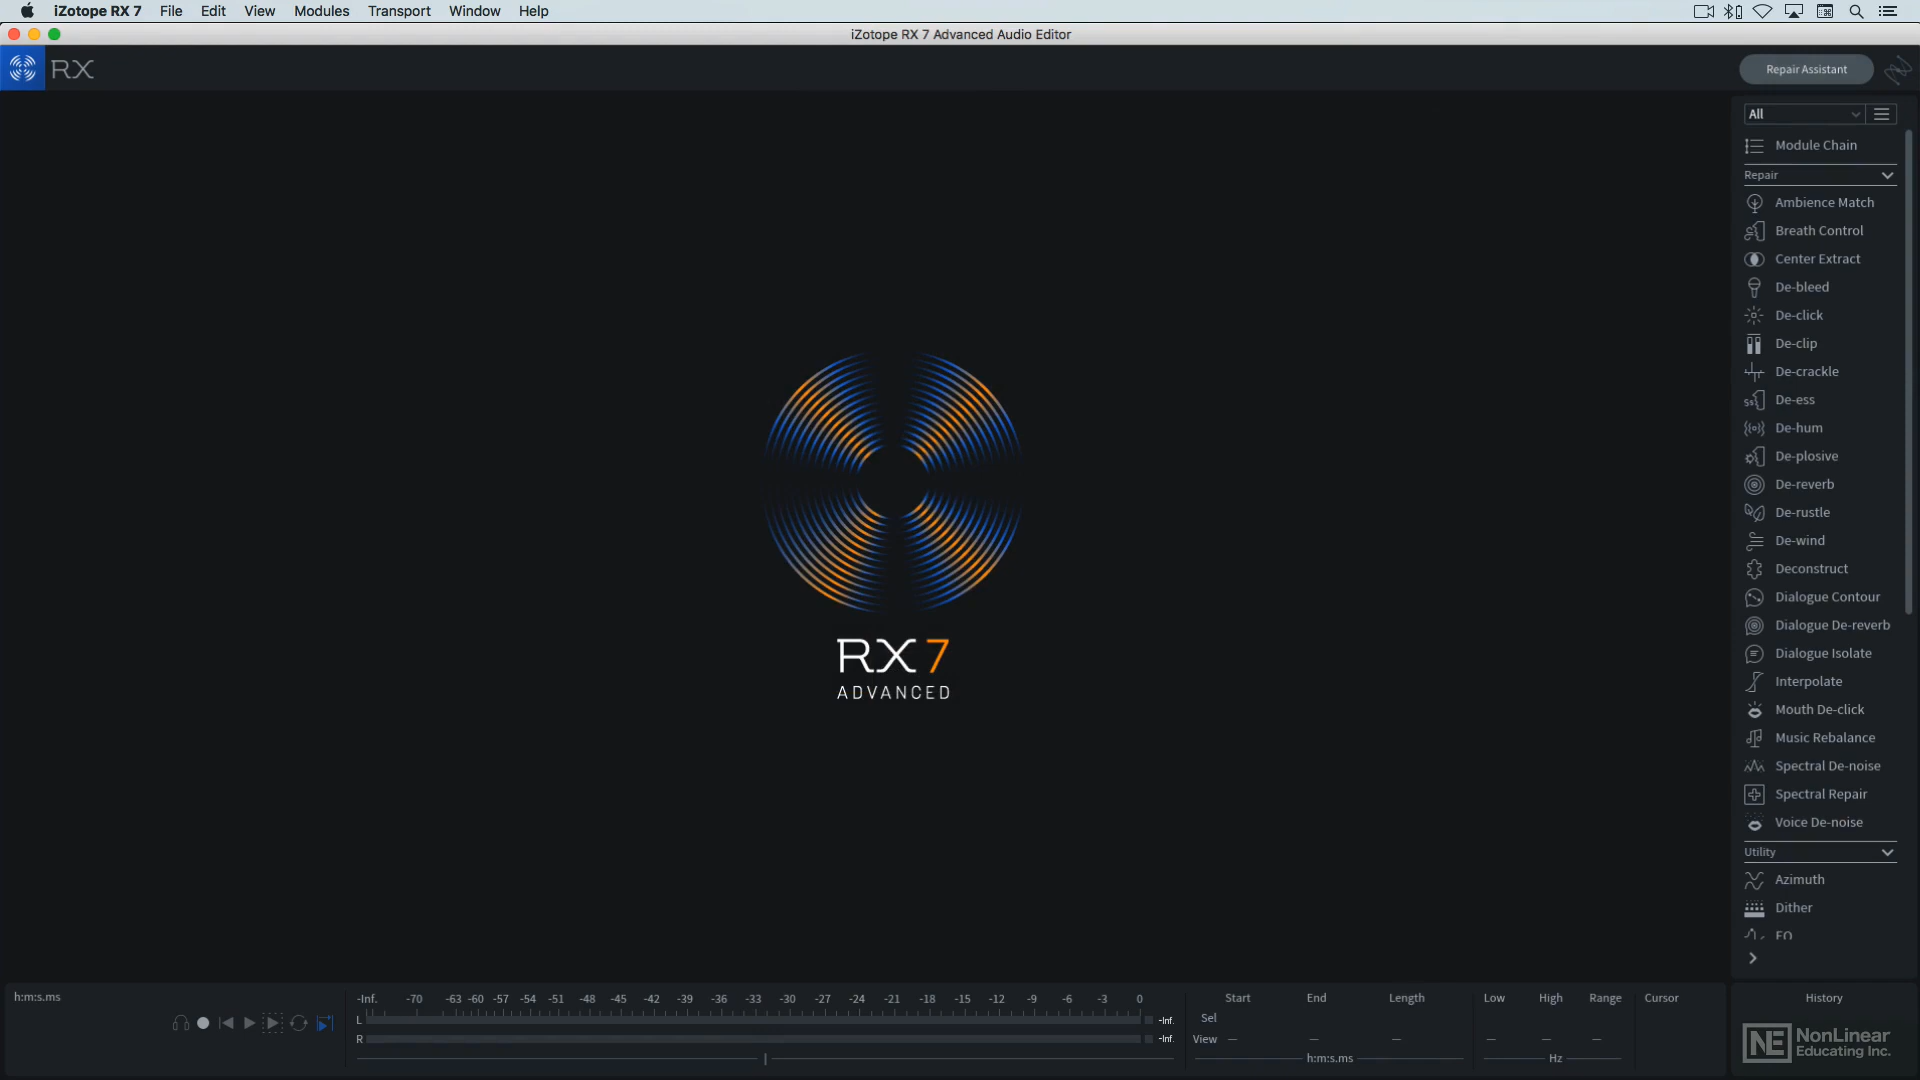 iZotope RX 7 File Edit View Modules Transport Window Help
iZotope RX 7 Advanced Audio Editor
RX
Repair Assistant
All
Module Chain
Repair
Ambience Match
Breath Control
Center Extract
De-bleed
De-click
De-clip
De-crackle
De-ess
De-hum
De-plosive
De-reverb
De-rustle
De-wind
Deconstruct
Dialogue Contour
Dialogue De-reverb
Dialogue Isolate
Interpolate
Mouth De-click
Music Rebalance
Spectral De-noise
Spectral Repair
Voice De-noise
Utility
Azimuth
Dither
EQ
RX 7
ADVANCED
h:m:s.ms
-Inf. -70 -63 -60 -57 -54 -51 -48 -45 -42 -39 -36 -33 -30 -27 -24 -21 -18 -15 -12 -9 -6 -3 0
L -Inf.
R -Inf.
Start End Length Low High Range Cursor
Sel
View — — — — — —
h:m:s.ms Hz
History
NE NonLinear
Educating Inc.